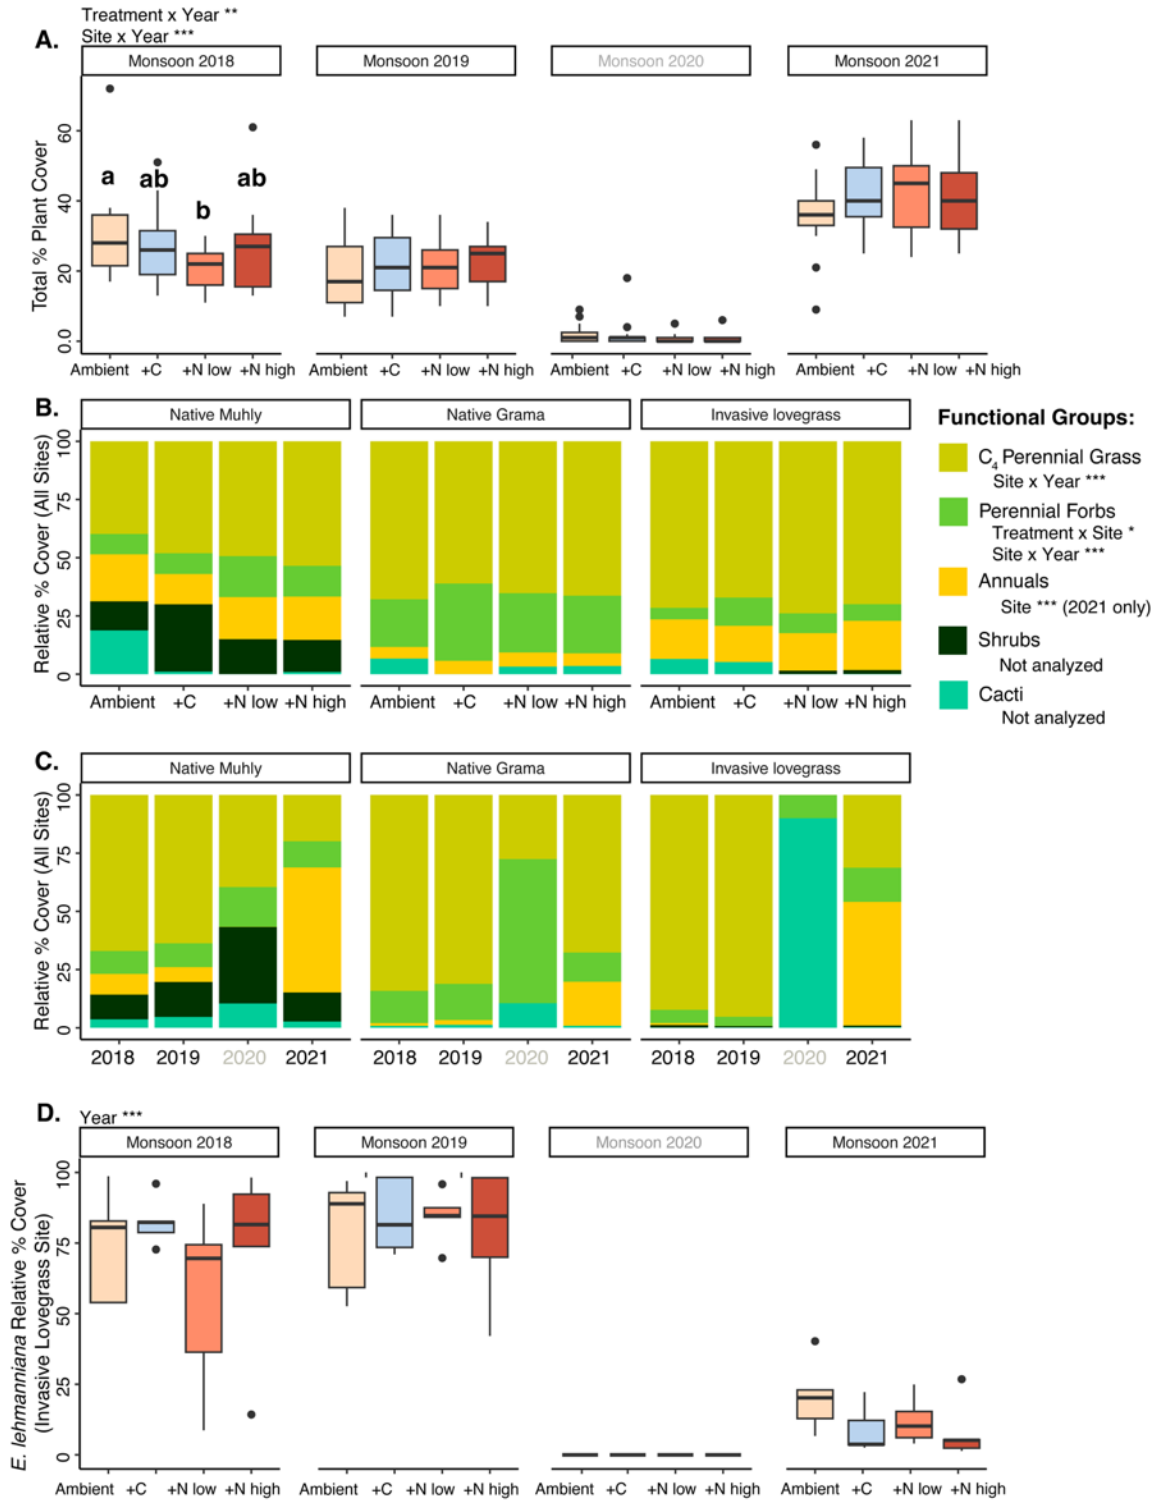 Treatment x Year **
Site x Year ***
A.
Monsoon 2018
Monsoon 2019
Monsoon 2020
Monsoon 2021
Total % Plant Cover
60
40
20
0.0
a
ab
b
ab
Ambient +C +N low +N high
Ambient +C +N low +N high
Ambient +C +N low +N high
Ambient +C +N low +N high
B.
Native Muhly
Native Grama
Invasive lovegrass
Relative % Cover (All Sites)
100
75
50
25
0
Ambient +C +N low +N high
Ambient +C +N low +N high
Ambient +C +N low +N high
Functional Groups:
C4 Perennial Grass
Site x Year ***
Perennial Forbs
Treatment x Site *
Site x Year ***
Annuals
Site *** (2021 only)
Shrubs
Not analyzed
Cacti
Not analyzed
C.
Native Muhly
Native Grama
Invasive lovegrass
Relative % Cover (All Sites)
100
75
50
25
0
2018 2019 2020 2021
2018 2019 2020 2021
2018 2019 2020 2021
D.
Year ***
Monsoon 2018
Monsoon 2019
Monsoon 2020
Monsoon 2021
E. lehmanniana Relative % Cover
(Invasive Lovegrass Site)
100
75
50
25
0
Ambient +C +N low +N high
Ambient +C +N low +N high
Ambient +C +N low +N high
Ambient +C +N low +N high